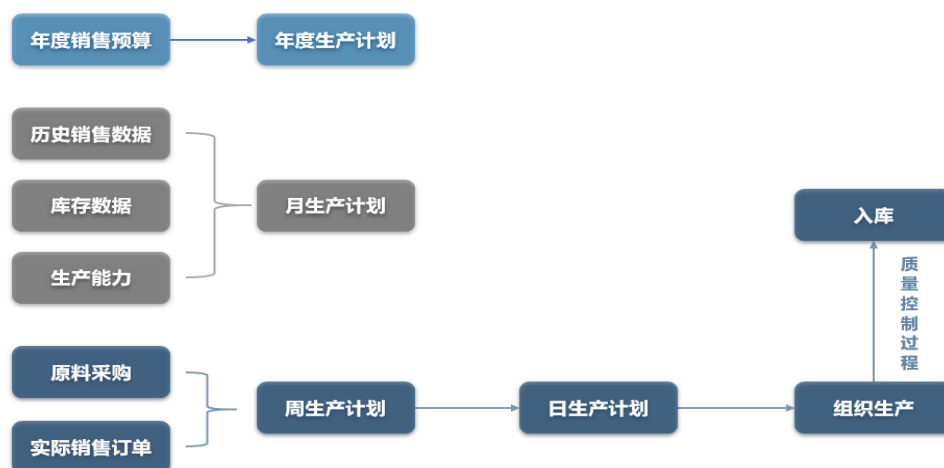 年度销售预算
年度生产计划
历史销售数据
库存数据
月生产计划
生产能力
入库
质量控制过程
原料采购
周生产计划
日生产计划
组织生产
实际销售订单